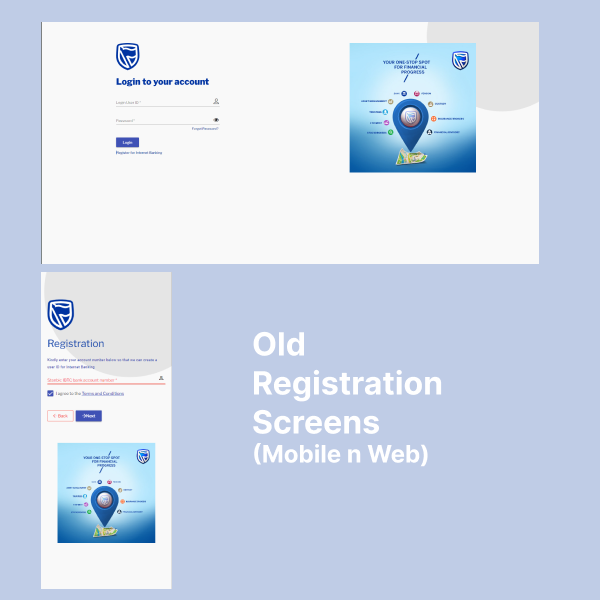 Login to your account
Login User ID *
Password *
Forgot Password?
Login
Register for Internet Banking
YOUR ONE-STOP SPOT
FOR FINANCIAL
PROGRESS
Registration
Kindly enter your account number below so that we can create a
user ID for Internet Banking
Stanbic IBTC bank account number *
I agree to the Terms and Conditions
Back
Next
YOUR ONE-STOP SPOT
FOR FINANCIAL
PROGRESS
Old
Registration
Screens
(Mobile n Web)